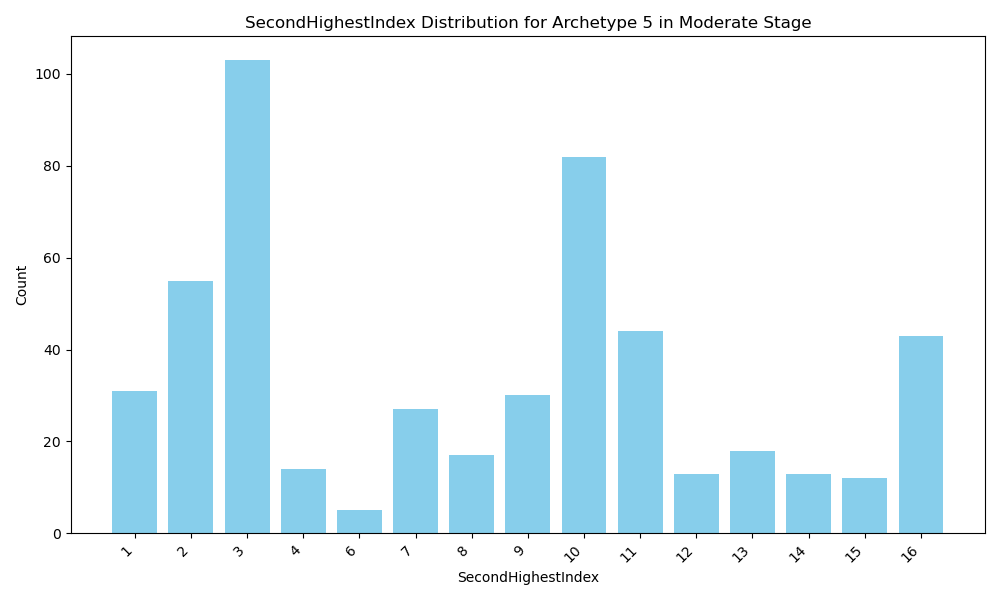 SecondHighestIndex Distribution for Archetype 5 in Moderate Stage
Count
100
80
60
40
20
0
1 2 3 4 6 7 8 9 10 11 12 13 14 15 16
SecondHighestIndex